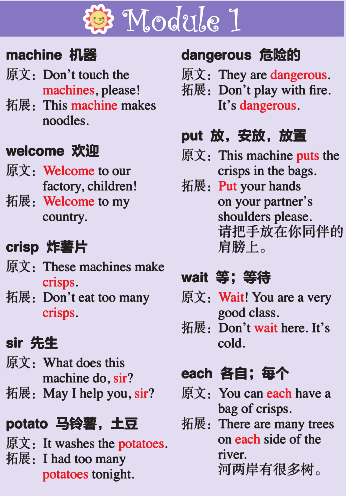 Module 1
machine 机器
原文：Don't touch the
machines, please!
拓展：This machine makes
noodles.
welcome 欢迎
原文：Welcome to our
factory, children!
拓展：Welcome to my
country.
crisp 炸薯片
原文：These machines make
crisps.
拓展：Don't eat too many
crisps.
sir 先生
原文：What does this
machine do, sir?
拓展：May I help you, sir?
potato 马铃薯，土豆
原文：It washes the potatoes.
拓展：I had too many
potatoes tonight.
dangerous 危险的
原文：They are dangerous.
拓展：Don't play with fire.
It's dangerous.
put 放，安放，放置
原文：This machine puts the
crisps in the bags.
拓展：Put your hands
on your partner's
shoulders please.
请把手放在你同伴的
肩膀上。
wait 等；等待
原文：Wait! You are a very
good class.
拓展：Don't wait here. It's
cold.
each 各自；每个
原文：You can each have a
bag of crisps.
拓展：There are many trees
on each side of the
river.
河两岸有很多树。